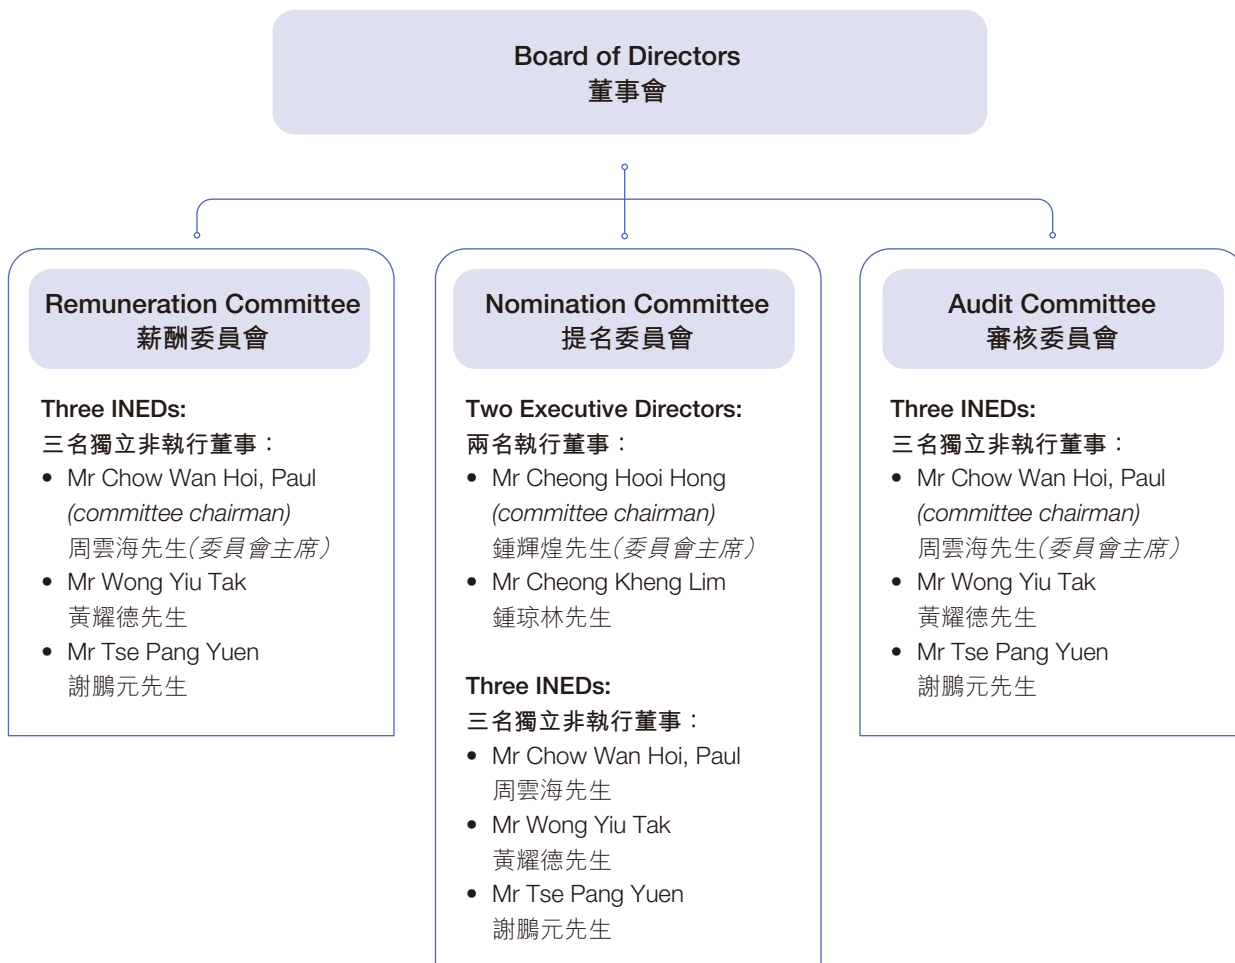 Board of Directors
董事會
Remuneration Committee
薪酬委員會
Three INEDs:
三名獨立非執行董事：
• Mr Chow Wan Hoi, Paul
(committee chairman)
周雲海先生(委員會主席)
• Mr Wong Yiu Tak
黃耀德先生
• Mr Tse Pang Yuen
謝鵬元先生
Nomination Committee
提名委員會
Two Executive Directors:
兩名執行董事：
• Mr Cheong Hooi Hong
(committee chairman)
鍾輝煌先生(委員會主席)
• Mr Cheong Kheng Lim
鍾琼林先生
Three INEDs:
三名獨立非執行董事：
• Mr Chow Wan Hoi, Paul
周雲海先生
• Mr Wong Yiu Tak
黃耀德先生
• Mr Tse Pang Yuen
謝鵬元先生
Audit Committee
審核委員會
Three INEDs:
三名獨立非執行董事：
• Mr Chow Wan Hoi, Paul
(committee chairman)
周雲海先生(委員會主席)
• Mr Wong Yiu Tak
黃耀德先生
• Mr Tse Pang Yuen
謝鵬元先生